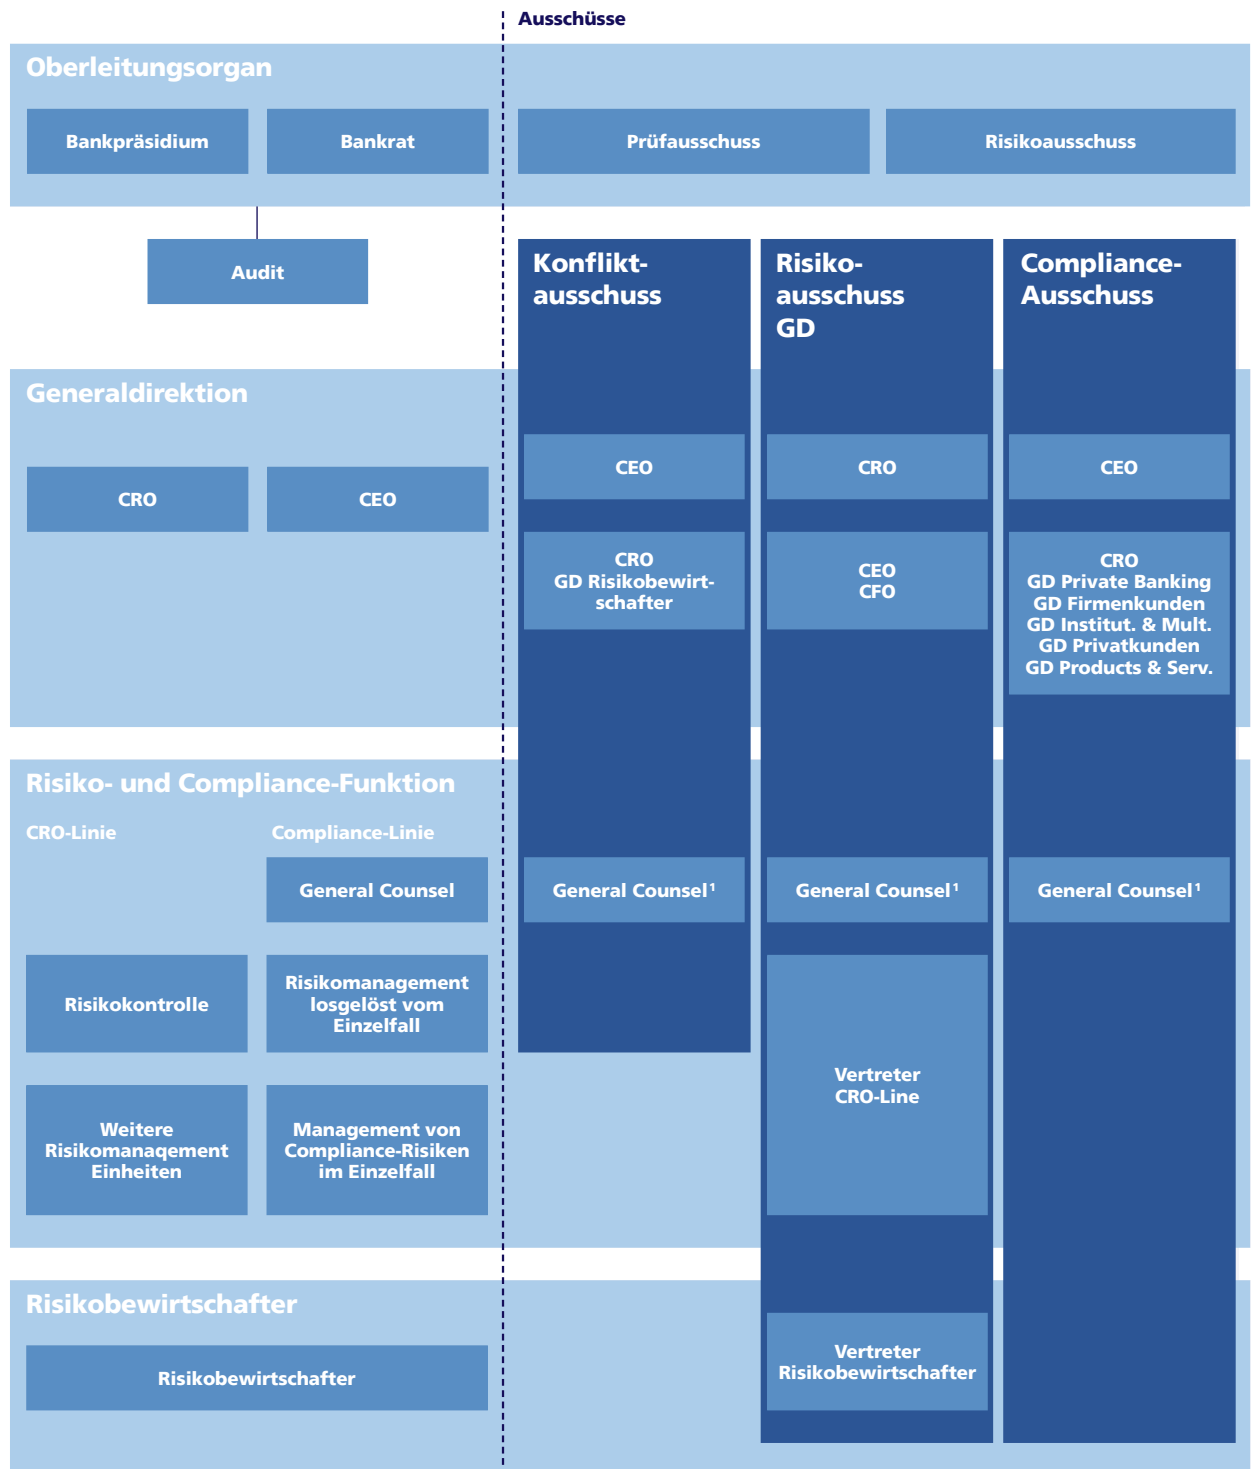 Ausschüsse
Oberleitungsorgan
Bankpräsidium
Bankrat
Prüfausschuss
Risikoausschuss
Audit
Konflikt-
ausschuss
Risiko-
ausschuss
GD
Compliance-
Ausschuss
Generaldirektion
CRO
CEO
CEO
CRO
GD Risikobewirt-
schafter
CRO
CEO
CFO
CEO
CRO
GD Private Banking
GD Firmenkunden
GD Institut. & Mult.
GD Privatkunden
GD Products & Serv.
Risiko- und Compliance-Funktion
CRO-Linie
Compliance-Linie
General Counsel
General Counsel¹
General Counsel¹
General Counsel¹
Risikokontrolle
Risikomanagement
losgelöst vom
Einzelfall
Vertreter
CRO-Line
Weitere
Risikomanaqement
Einheiten
Management von
Compliance-Risiken
im Einzelfall
Risikobewirtschafter
Risikobewirtschafter
Vertreter
Risikobewirtschafter